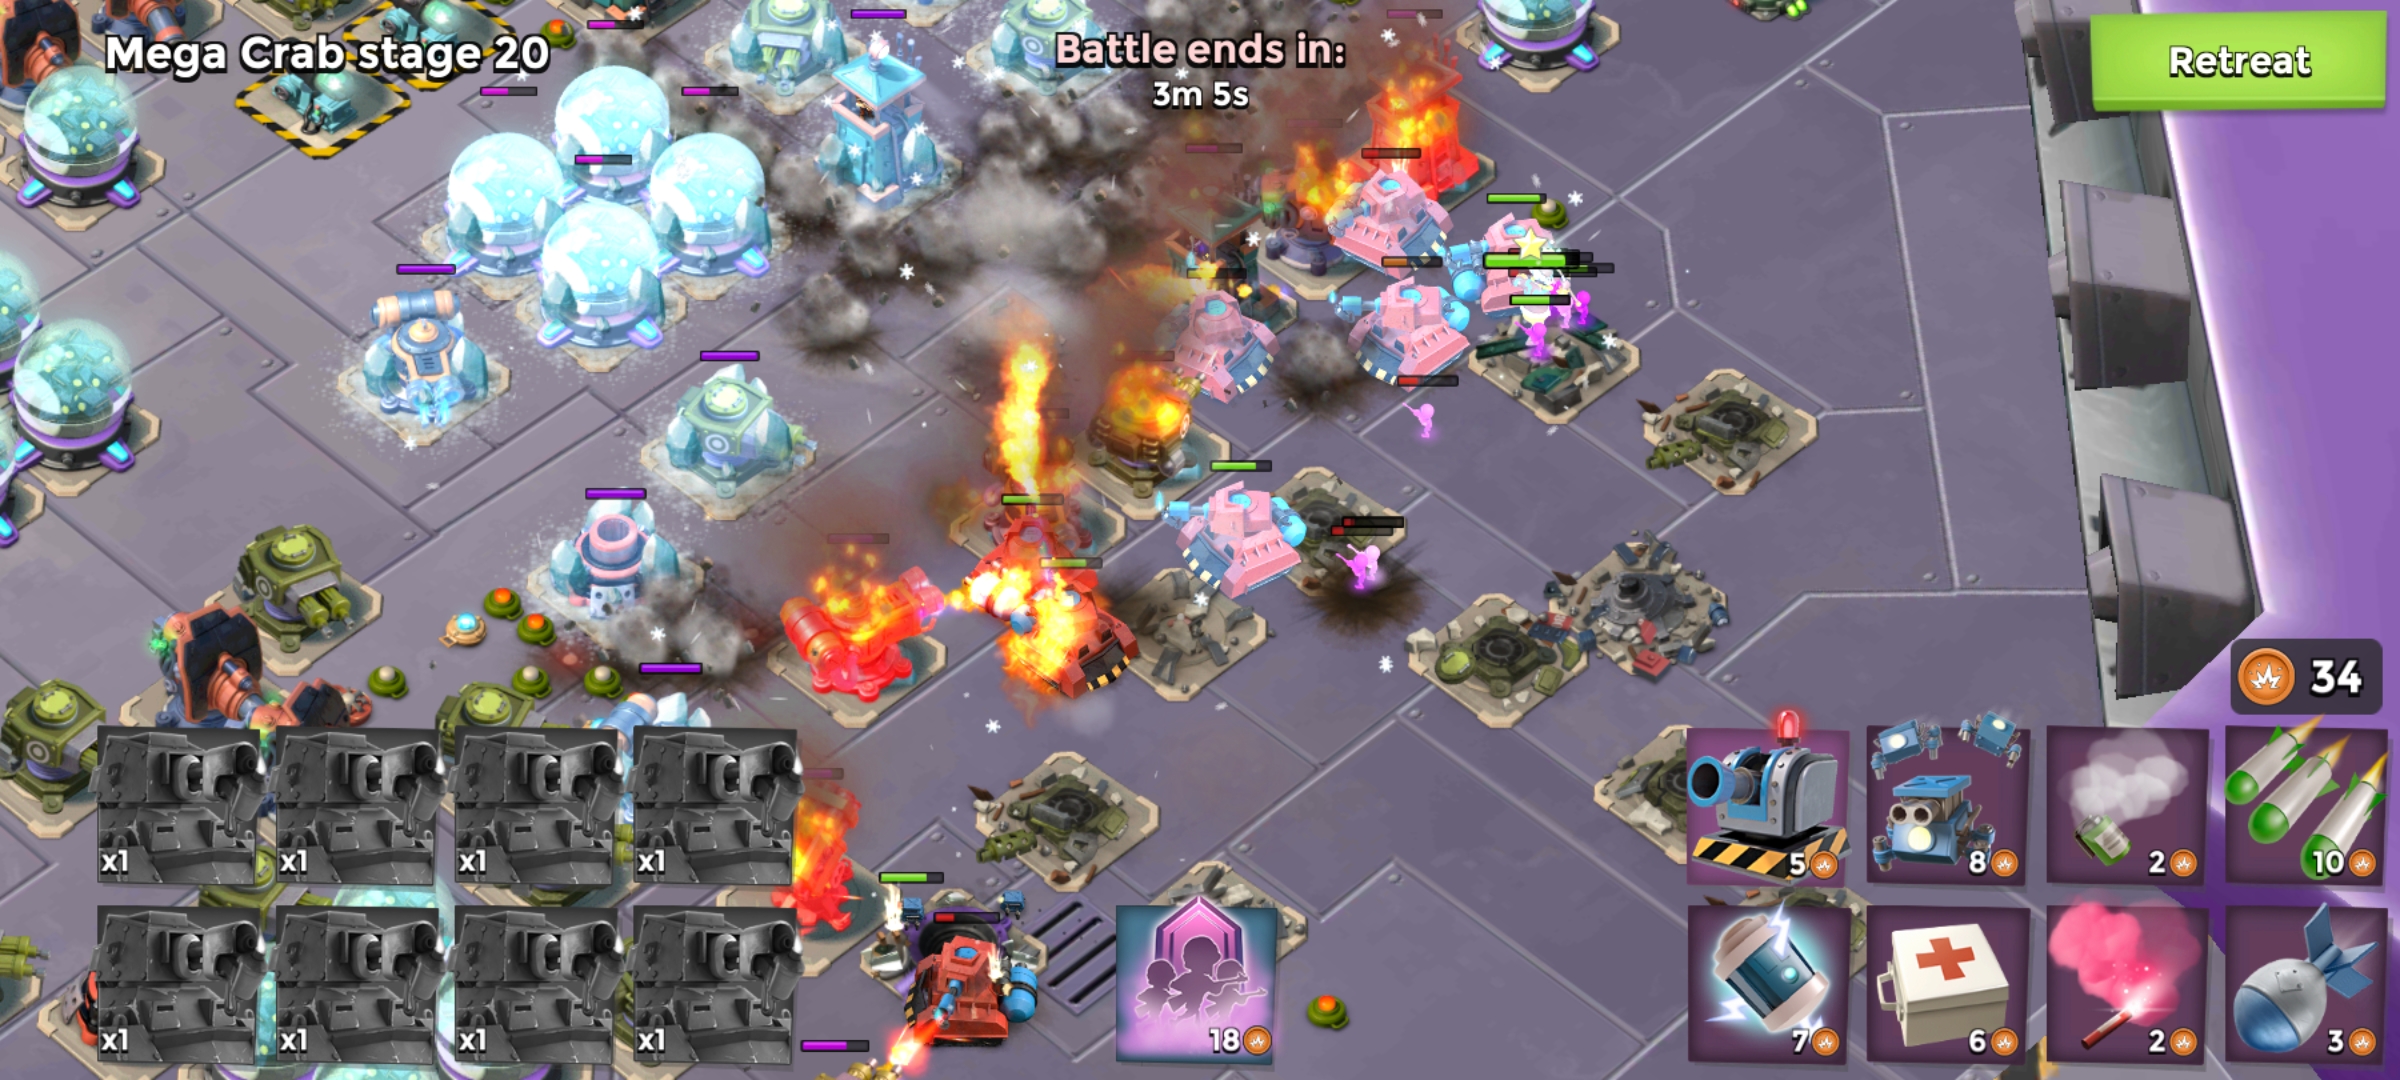 Mega Crab stage 20
Battle ends in:
3m 5s
Retreat
34
x1
x1
x1
x1
5
8
2
10
x1
x1
x1
x1
18
7
6
2
3